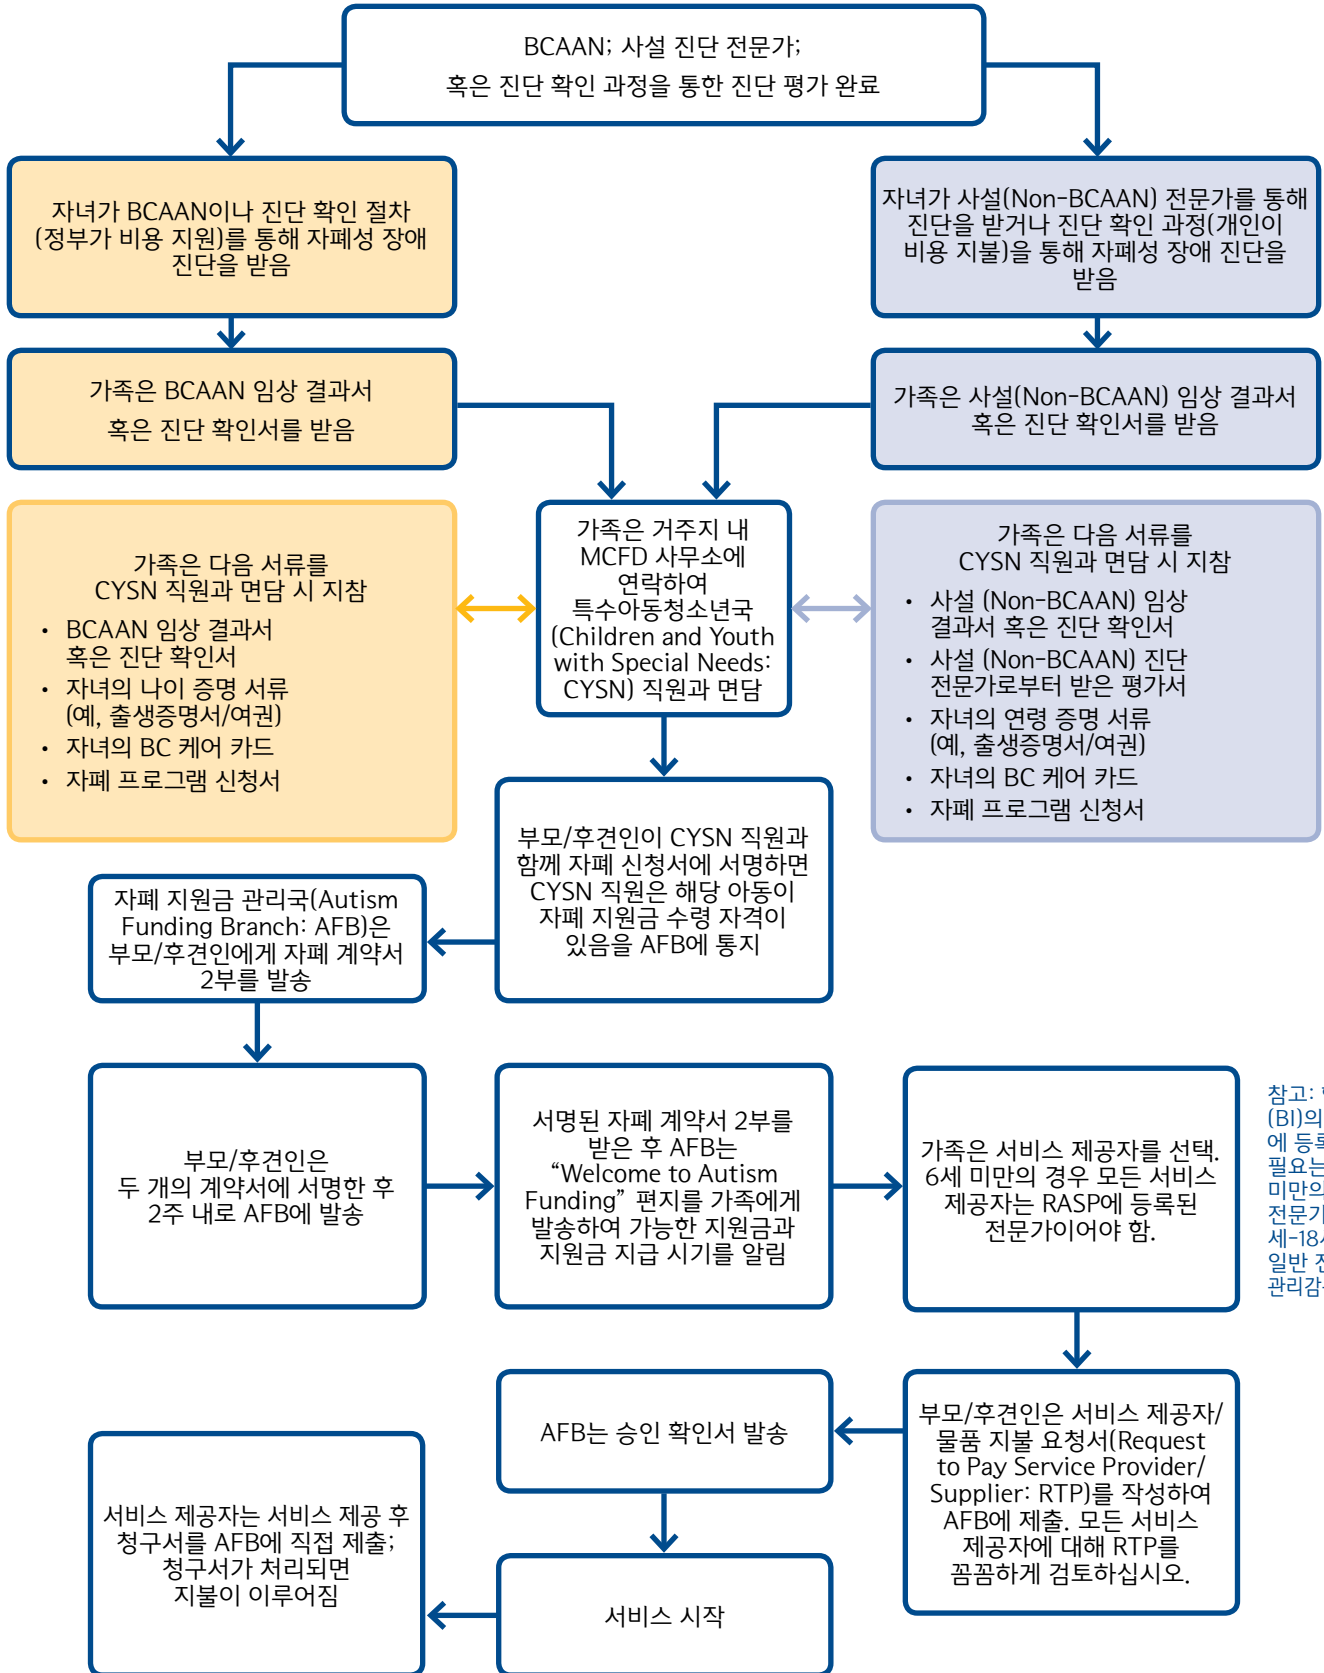 BCAAN; 사설 진단 전문가;
혹은 진단 확인 과정을 통한 진단 평가 완료
자녀가 BCAAN이나 진단 확인 절차
(정부가 비용 지원)를 통해 자폐성 장애
진단을 받음
자녀가 사설(Non-BCAAN) 전문가를 통해
진단을 받거나 진단 확인 과정(개인이
비용 지불)을 통해 자폐성 장애 진단을
받음
가족은 BCAAN 임상 결과서
혹은 진단 확인서를 받음
가족은 사설(Non-BCAAN) 임상 결과서
혹은 진단 확인서를 받음
가족은 다음 서류를
CYSN 직원과 면담 시 지참
• BCAAN 임상 결과서
혹은 진단 확인서
• 자녀의 나이 증명 서류
(예, 출생증명서/여권)
• 자녀의 BC 케어 카드
• 자폐 프로그램 신청서
가족은 거주지 내
MCFD 사무소에
연락하여
특수아동청소년국
(Children and Youth
with Special Needs:
CYSN) 직원과 면담
가족은 다음 서류를
CYSN 직원과 면담 시 지참
• 사설 (Non-BCAAN) 임상
결과서 혹은 진단 확인서
• 사설 (Non-BCAAN) 진단
전문가로부터 받은 평가서
• 자녀의 연령 증명 서류
(예, 출생증명서/여권)
• 자녀의 BC 케어 카드
• 자폐 프로그램 신청서
부모/후견인이 CYSN 직원과
함께 자폐 신청서에 서명하면
CYSN 직원은 해당 아동이
자폐 지원금 수령 자격이
있음을 AFB에 통지
자폐 지원금 관리국(Autism
Funding Branch: AFB)은
부모/후견인에게 자폐 계약서
2부를 발송
부모/후견인은
두 개의 계약서에 서명한 후
2주 내로 AFB에 발송
서명된 자폐 계약서 2부를
받은 후 AFB는
“Welcome to Autism
Funding” 편지를 가족에게
발송하여 가능한 지원금과
지원금 지급 시기를 알림
가족은 서비스 제공자를 선택.
6세 미만의 경우 모든 서비스
제공자는 RASP에 등록된
전문가이어야 함.
참고:
(BI)의
에 등록
필요는
미만의
전문가
세-18세
일반 전
관리감
부모/후견인은 서비스 제공자/
물품 지불 요청서(Request
to Pay Service Provider/
Supplier: RTP)를 작성하여
AFB에 제출. 모든 서비스
제공자에 대해 RTP를
꼼꼼하게 검토하십시오.
AFB는 승인 확인서 발송
서비스 시작
서비스 제공자는 서비스 제공 후
청구서를 AFB에 직접 제출;
청구서가 처리되면
지불이 이루어짐